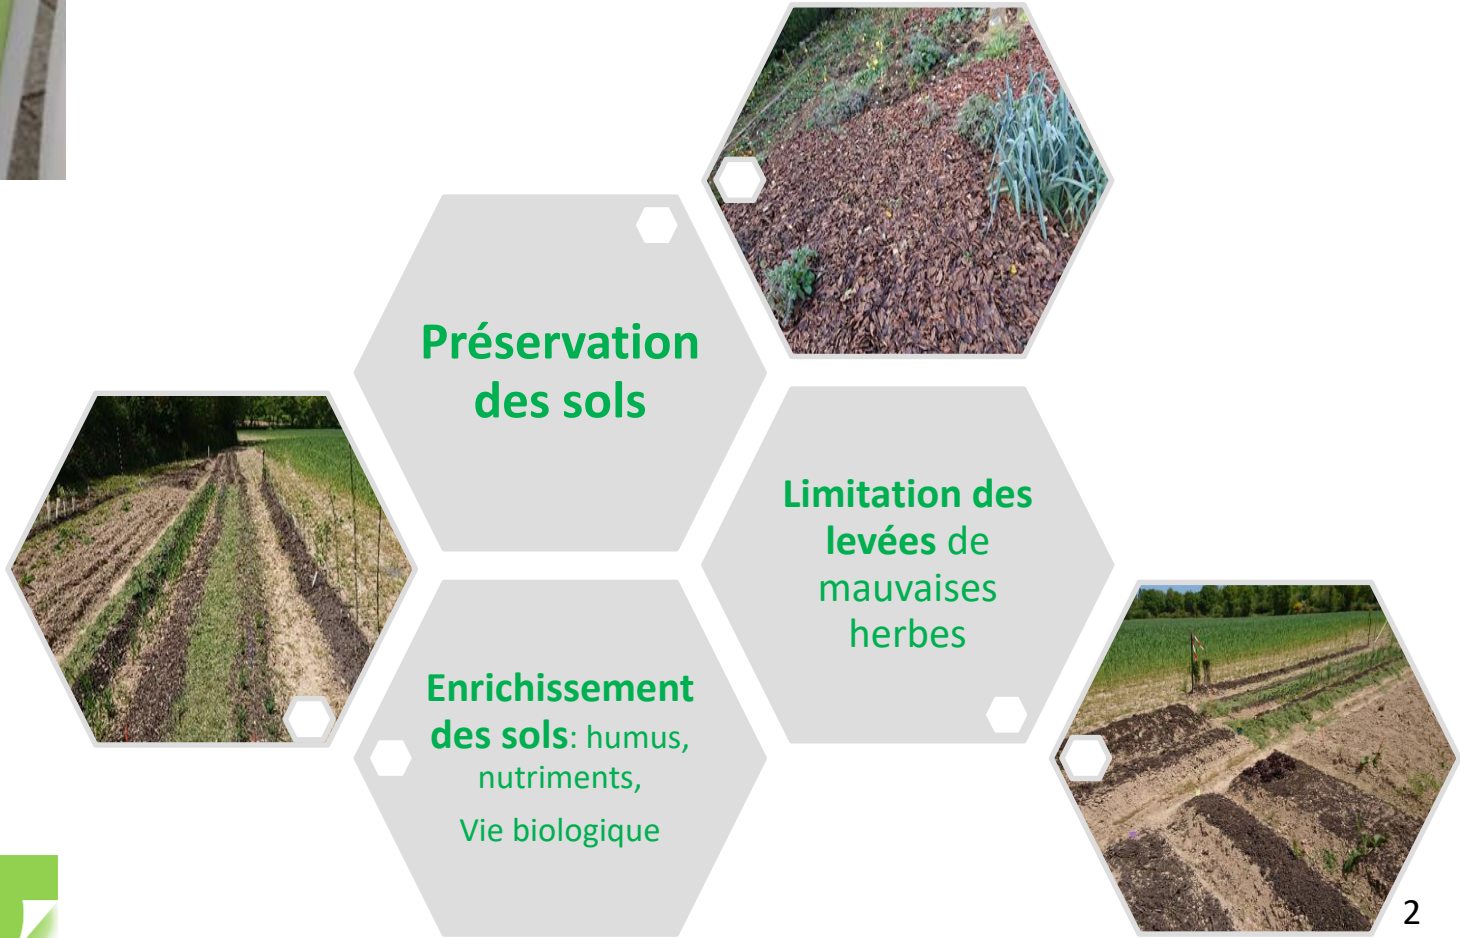 Préservation
des sols
Limitation des
levées de
mauvaises
herbes
Enrichissement
des sols: humus,
nutriments,
Vie biologique
2